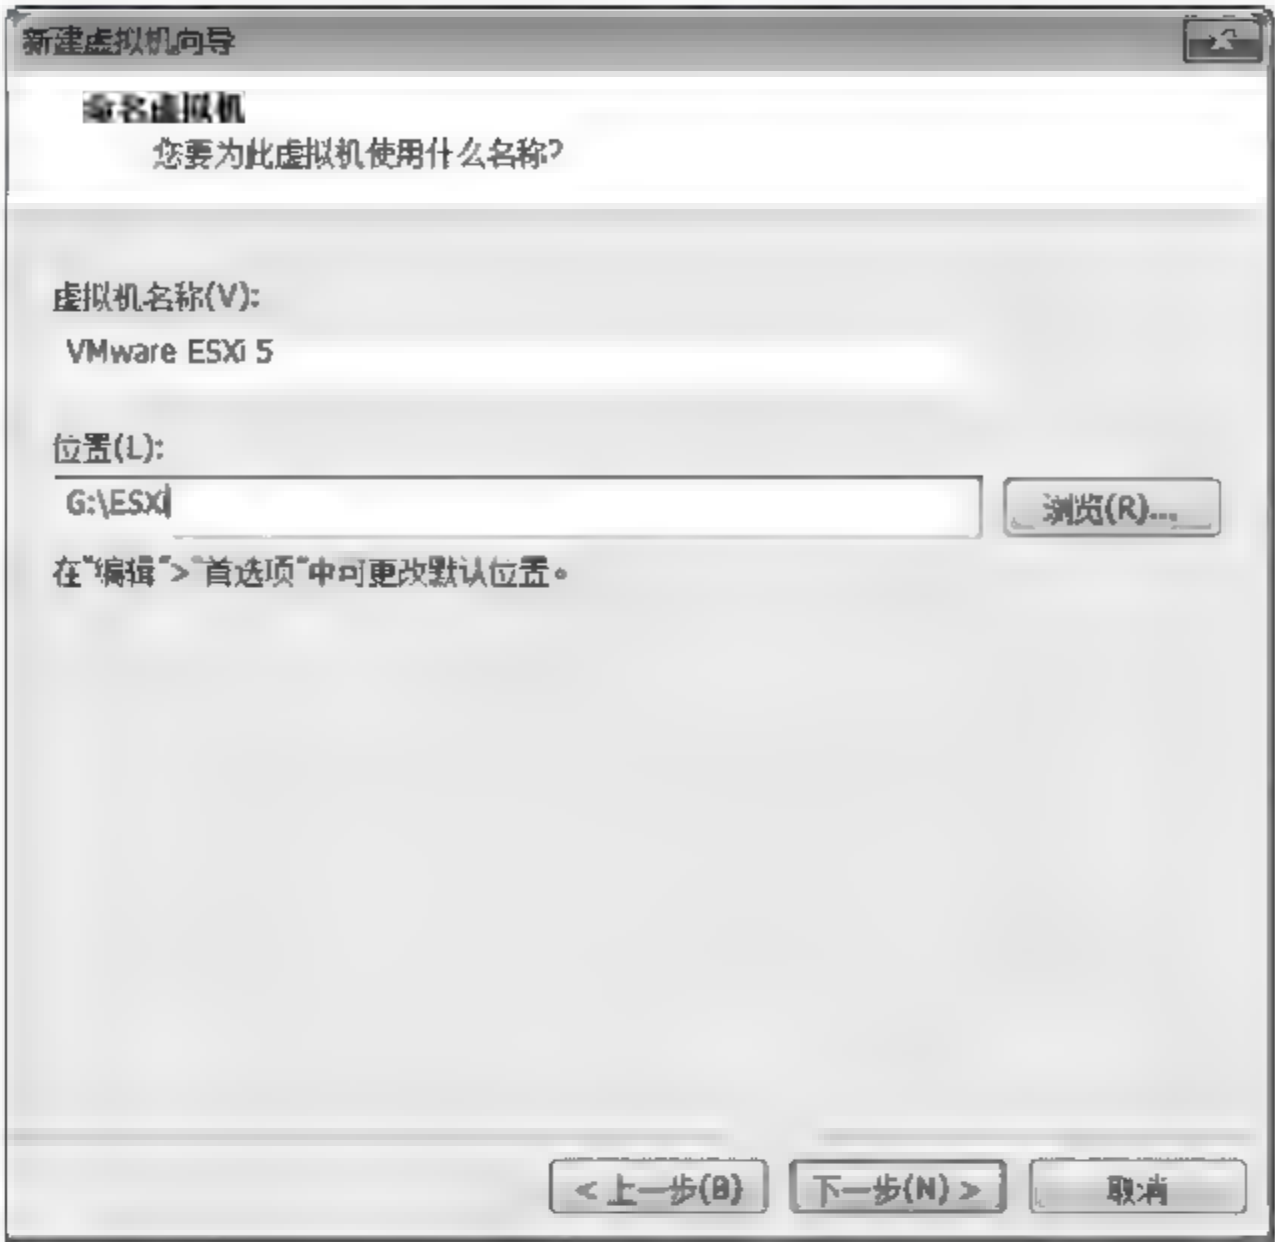 新建虚拟机向导
命名虚拟机
您要为此虚拟机使用什么名称?
虚拟机名称(V):
VMware ESXi 5
位置(L):
G:\ESXi
浏览(R)...
在"编辑">"首选项"中可更改默认位置。
< 上一步(B)
下一步(N) >
取消